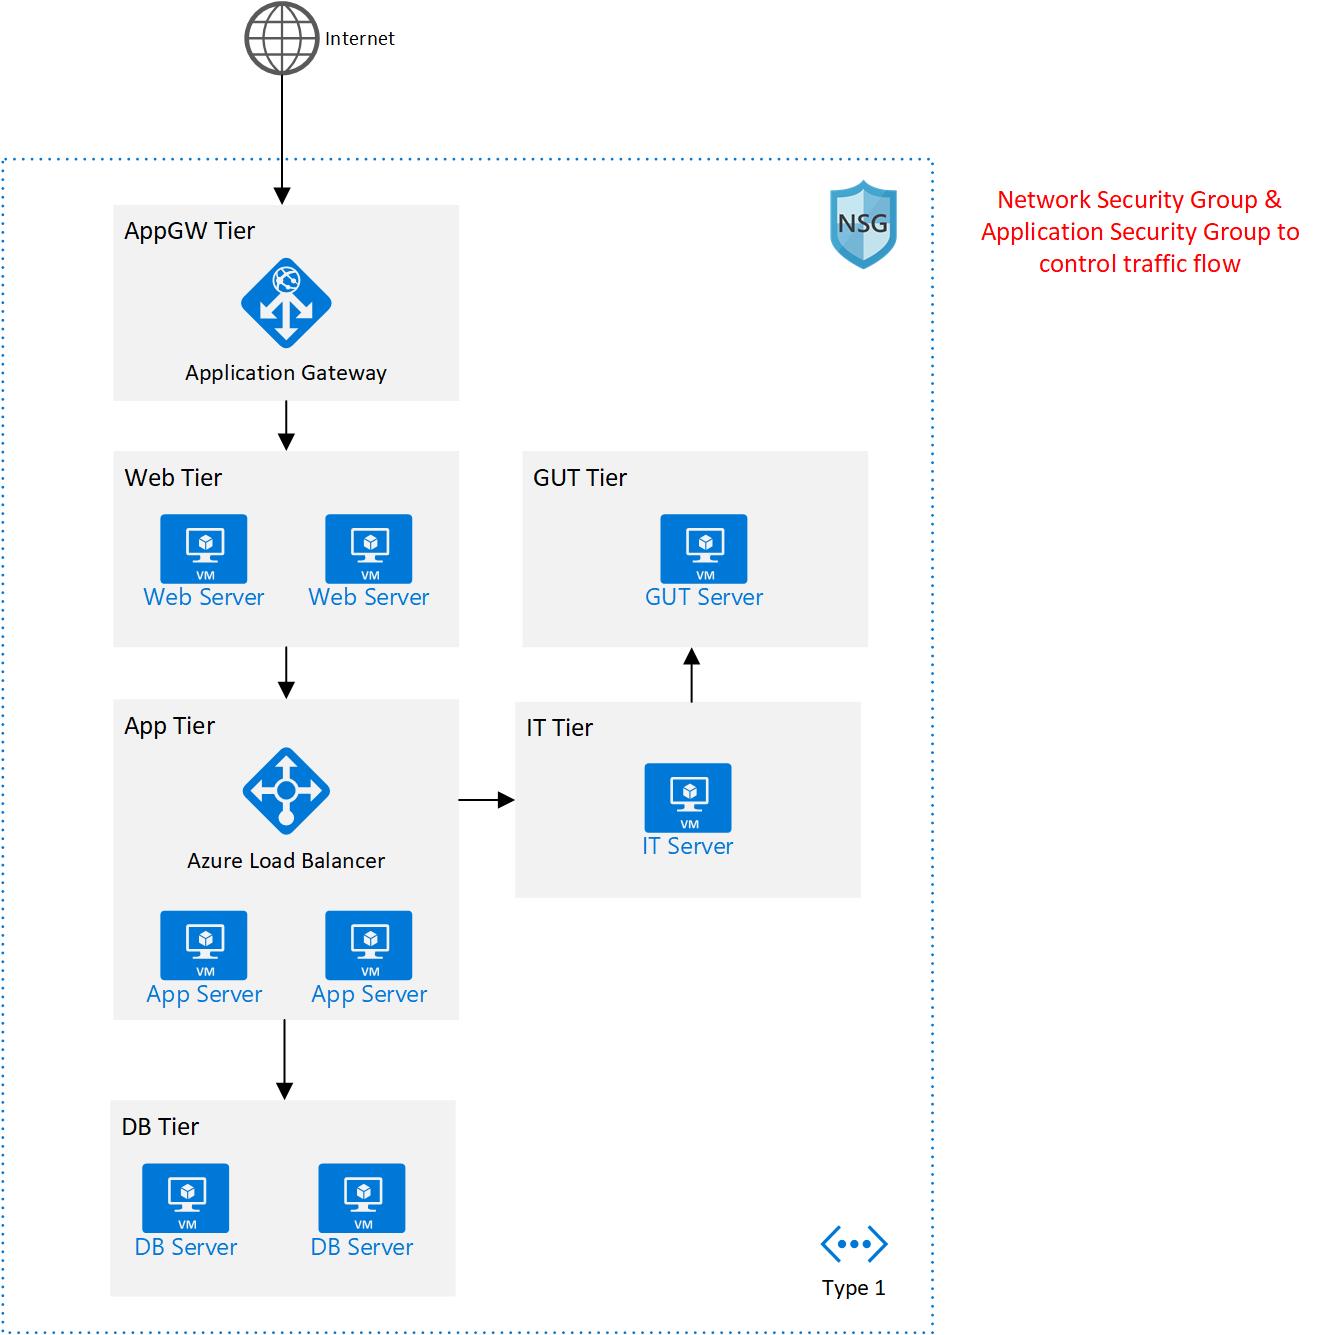 Internet
NSG
Network Security Group &
Application Security Group to
control traffic flow
AppGW Tier
Application Gateway
Web Tier
VM
Web Server
VM
Web Server
GUT Tier
VM
GUT Server
App Tier
Azure Load Balancer
VM
App Server
VM
App Server
IT Tier
VM
IT Server
DB Tier
VM
DB Server
VM
DB Server
Type 1